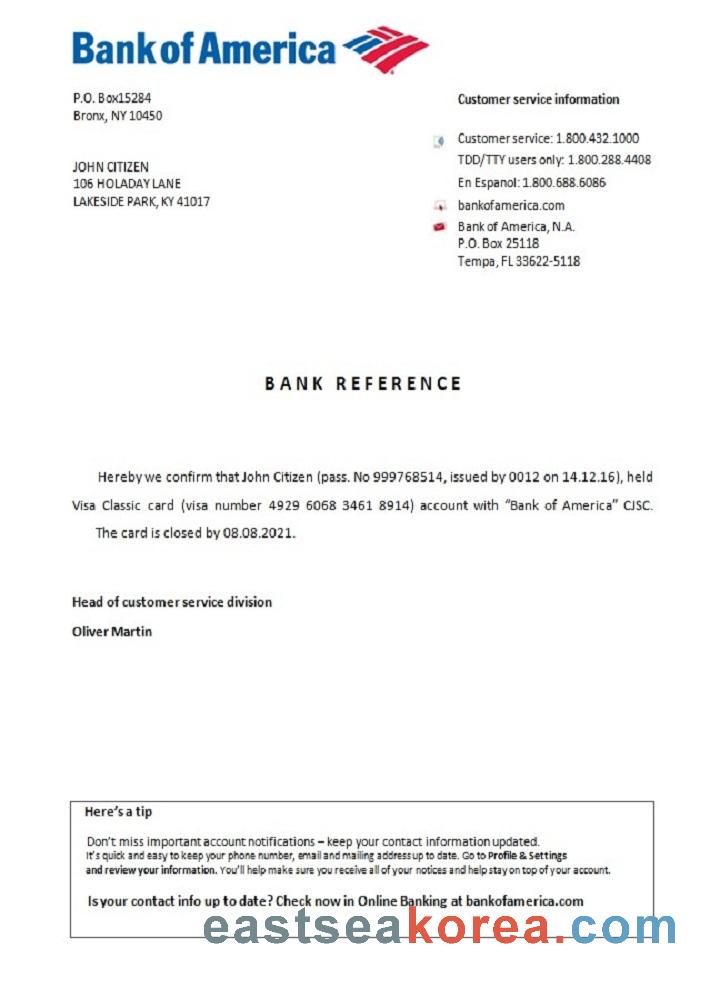 Bank of America
P.O. Box15284
Bronx, NY 10450
JOHN CITIZEN
106 HOLADAY LANE
LAKESIDE PARK, KY 41017
Customer service information
Customer service: 1.800.432.1000
TDD/TTY users only: 1.800.288.4408
En Espanol: 1.800.688.6086
bankofamerica.com
Bank of America, N.A.
P.O. Box 25118
Tempa, FL 33622-5118
BANK REFERENCE
Hereby we confirm that John Citizen (pass. No 999768514, issued by 0012 on 14.12.16), held
Visa Classic card (visa number 4929 6068 3461 8914) account with “Bank of America” CJSC.
The card is closed by 08.08.2021.
Head of customer service division
Oliver Martin
Here's a tip
Don't miss important account notifications – keep your contact information updated.
It's quick and easy to keep your phone number, email and mailing address up to date. Go to Profile & Settings
and review your information. You'll help make sure you receive all of your notices and help stay on top of your account.
Is your contact info up to date? Check now in Online Banking at bankofamerica.com
eastseakorea.com